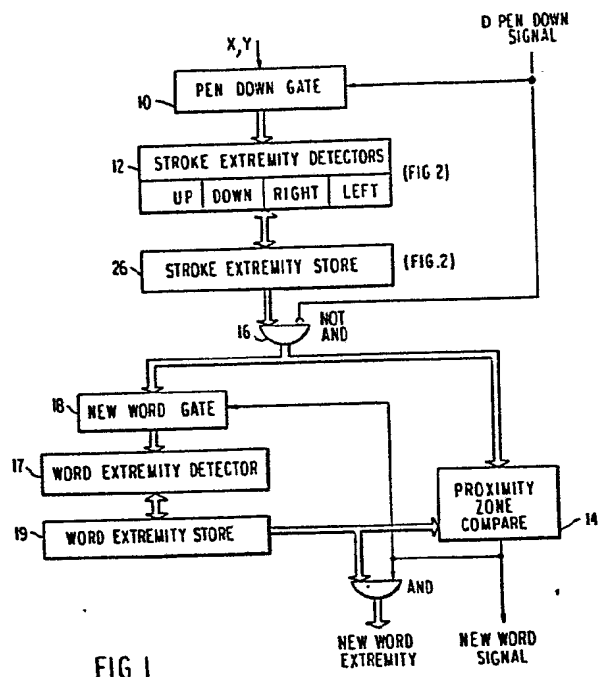 D PEN DOWN
SIGNAL
X,Y
PEN DOWN GATE
10
12
STROKE EXTREMITY DETECTORS
(FIG 2)
UP DOWN RIGHT LEFT
26
STROKE EXTREMITY STORE
(FIG.2)
16
NOT
AND
18
NEW WORD GATE
17
WORD EXTREMITY DETECTOR
PROXIMITY
ZONE
COMPARE
14
19
WORD EXTREMITY STORE
AND
NEW WORD
EXTREMITY
NEW WORD
SIGNAL
FIG 1